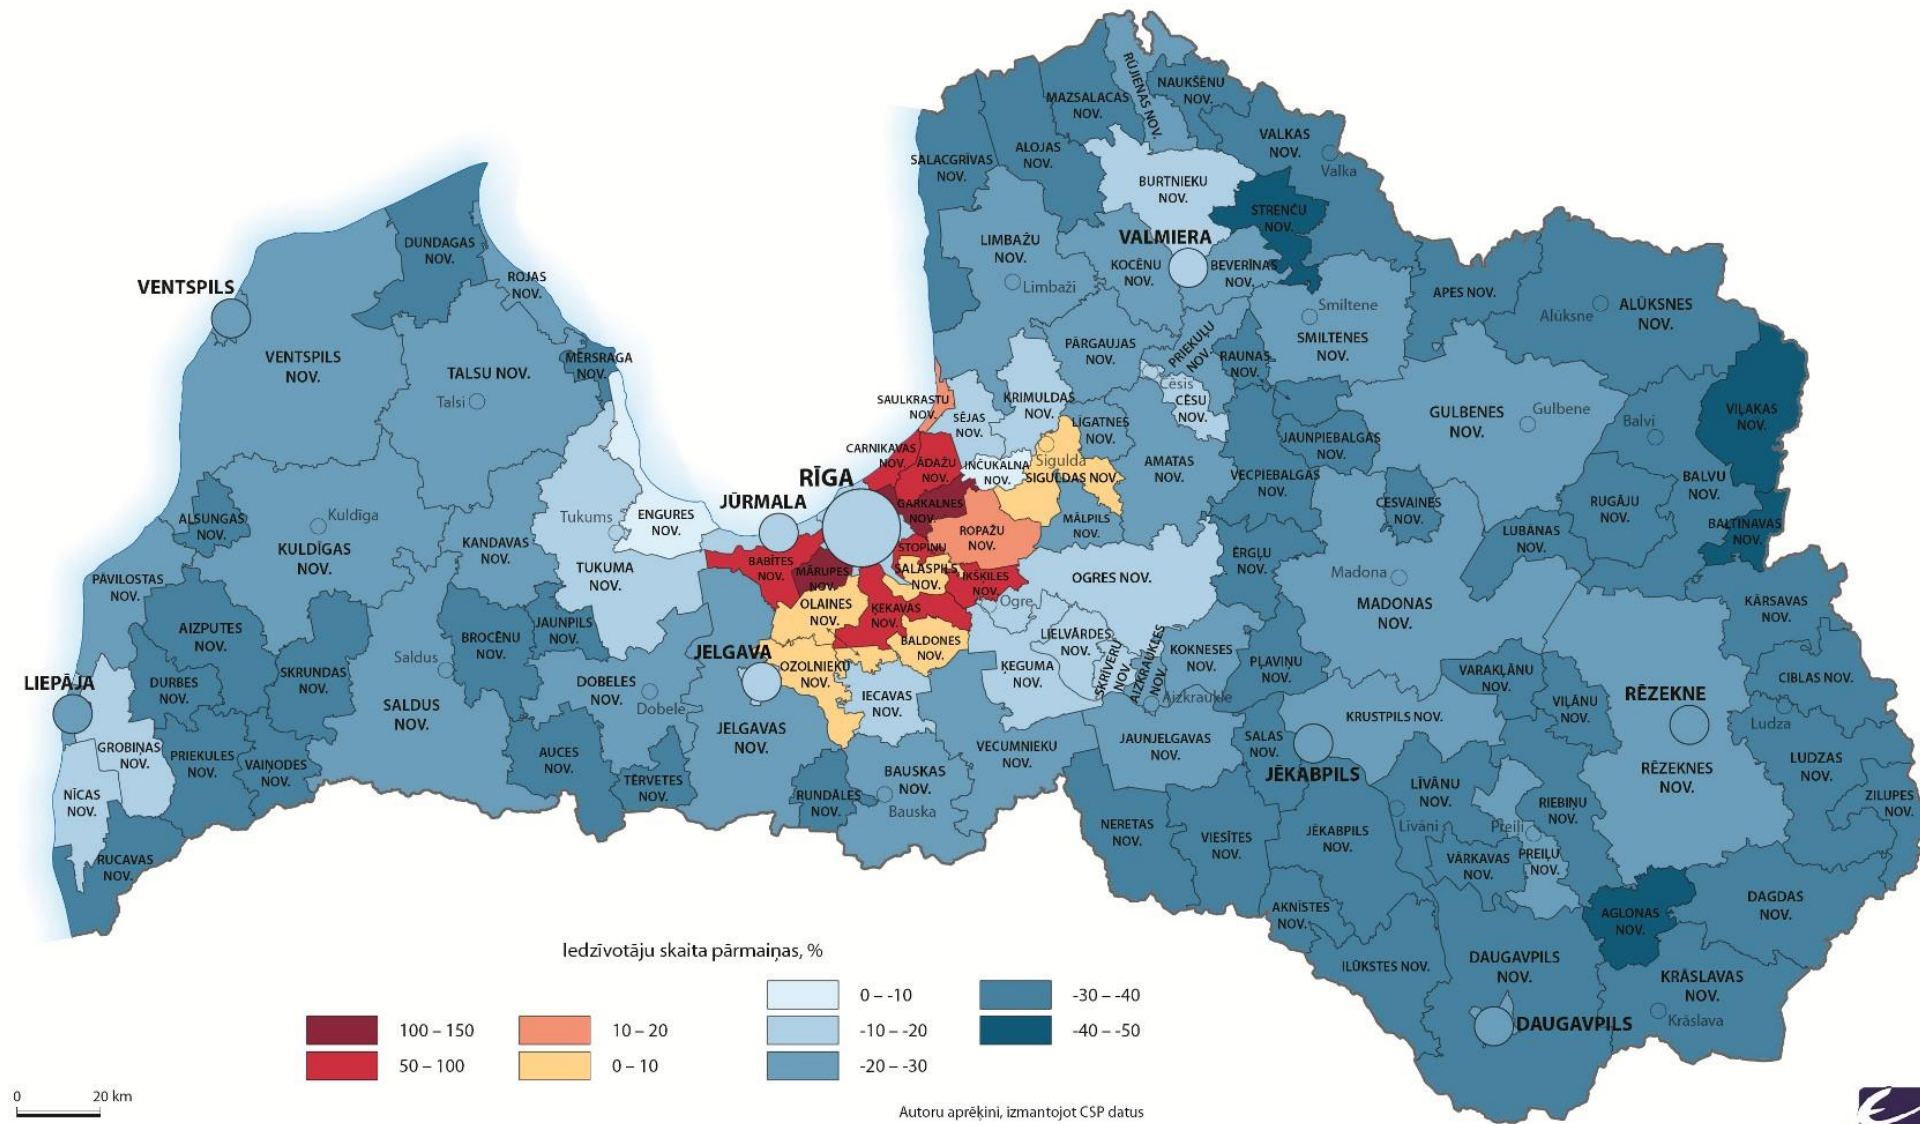 RŪJIENAS NOV.
NAUKŠĒNU
NOV.
MAZSALACAS
NOV.
VALKAS
NOV.
Valka
SALACGRĪVAS
NOV.
ALOJAS
NOV.
BURTNIEKU
NOV.
STRENČU
NOV.
LIMBAŽU
NOV.
Limbaži
VALMIERA
KOCĒNU
NOV.
BEVERĪNAS
NOV.
DUNDAGAS
NOV.
ROJAS
NOV.
VENTSPILS
VENTSPILS
NOV.
TALSU NOV.
Talsi
MĒRSRAGA
NOV.
APES NOV.
Alūksne
ALŪKSNES
NOV.
Smiltene
SMILTENES
NOV.
PĀRGAUJAS
NOV.
PRIEKUĻU
NOV.
RAUNAS
NOV.
Cēsis
CĒSU
NOV.
SAULKRASTU
NOV.
SĒJAS
NOV.
KRIMULDAS
NOV.
LĪGATNES
NOV.
GULBENES
NOV.
Gulbene
Balvi
VIĻAKAS
NOV.
JAUNPIEBALGAS
NOV.
CARNIKAVAS
NOV.
ĀDAŽU
NOV.
INČUKALNA
NOV.
Sigulda
SIGULDAS NOV.
AMATAS
NOV.
VECPIEBALGAS
NOV.
BALVU
NOV.
RĪGA
JŪRMALA
GARKALNES
NOV.
ROPAŽU
NOV.
MĀLPILS
NOV.
CESVAINES
NOV.
RUGĀJU
NOV.
BALTINAVAS
NOV.
LUBĀNAS
NOV.
ALSUNGAS
NOV.
Kuldīga
KULDĪGAS
NOV.
KANDAVAS
NOV.
Tukums
ENGURES
NOV.
TUKUMA
NOV.
STOPIŅU
BABĪTES
NOV.
MĀRUPES
NOV.
SALASPILS
NOV.
IKŠĶILES
NOV.
OGRES NOV.
ĒRGĻU
NOV.
Madona
MADONAS
NOV.
PĀVILOSTAS
NOV.
OLAINES
NOV.
ĶEKAVAS
NOV.
Ogre
KĀRSAVAS
NOV.
AIZPUTES
NOV.
BROCĒNU
NOV.
JAUNPILS
NOV.
LIELVĀRDES
NOV.
BALDONES
NOV.
JELGAVA
OZOLNIEKU
NOV.
SKRĪVERU
NOV.
AIZKRAUKLES
NOV.
KOKNESES
NOV.
PĻAVIŅU
NOV.
LIEPĀJA
DURBES
NOV.
SKRUNDAS
NOV.
Saldus
SALDUS
NOV.
DOBELES
NOV.
Dobele
ĶEGUMA
NOV.
IECAVAS
NOV.
Aizkraukle
VARAKĻĀNU
NOV.
VIĻĀNU
NOV.
RĒZEKNE
CIBLAS NOV.
Ludza
KRUSTPILS NOV.
GROBIŅAS
NOV.
PRIEKULES
NOV.
VAIŅODES
NOV.
AUCES
NOV.
TĒRVETES
NOV.
JELGAVAS
NOV.
VECUMNIEKU
NOV.
JAUNJELGAVAS
NOV.
SALAS
NOV.
JĒKABPILS
LUDZAS
NOV.
RĒZEKNES
NOV.
NĪCAS
NOV.
RUNDĀLES
NOV.
BAUSKAS
NOV.
Bauska
LĪVĀNU
NOV.
Līvāni
RIEBIŅU
NOV.
ZILUPES
NOV.
RUCAVAS
NOV.
NERETAS
NOV.
VIESĪTES
NOV.
JĒKABPILS
NOV.
Preiļi
VĀRKAVAS
NOV.
PREIĻU
NOV.
AKNĪSTES
NOV.
AGLONAS
NOV.
DAGDAS
NOV.
ILŪKSTES NOV.
DAUGAVPILS
NOV.
KRĀSLAVAS
NOV.
Krāslava
DAUGAVPILS
Iedzīvotāju skaita pārmaiņas, %
100 – 150
50 – 100
10 – 20
0 – 10
0 – -10
-10 – -20
-20 – -30
-30 – -40
-40 – -50
0 20 km
Autoru aprēķini, izmantojot CSP datus